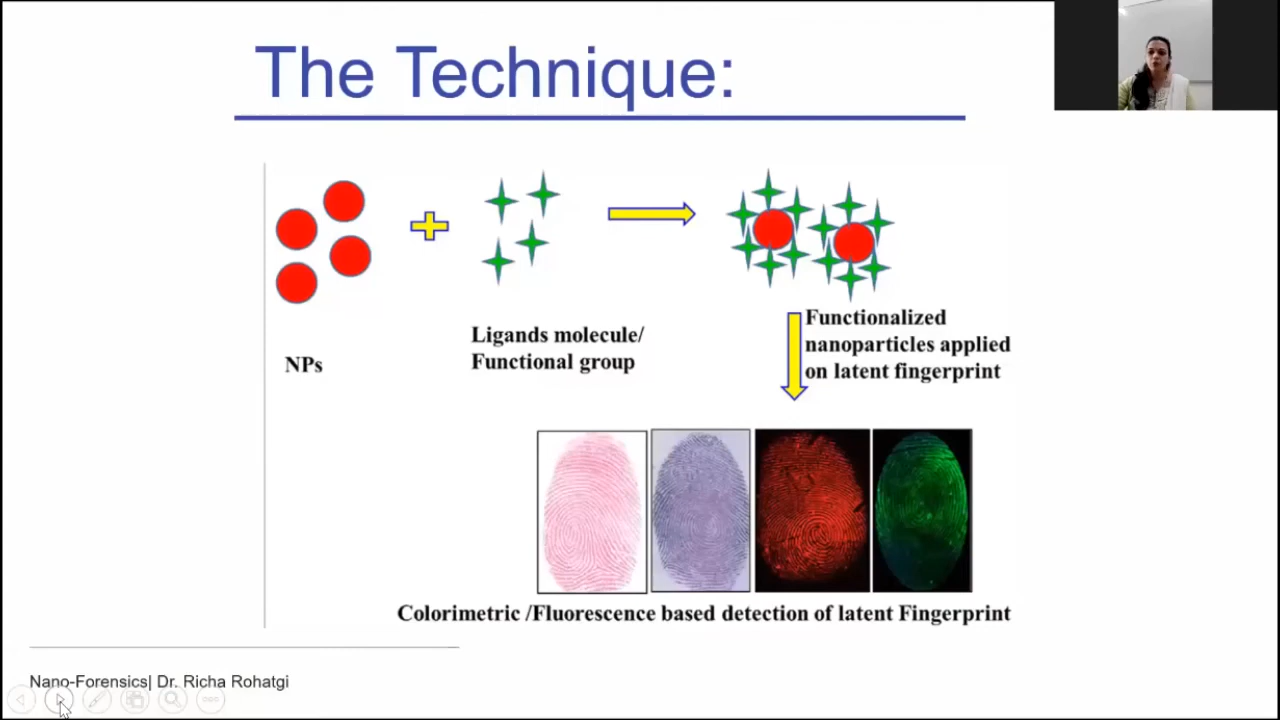 The Technique:
NPs
Ligands molecule/
Functional group
Functionalized
nanoparticles applied
on latent fingerprint
Colorimetric /Fluorescence based detection of latent Fingerprint
Nano-Forensics| Dr. Richa Rohatgi